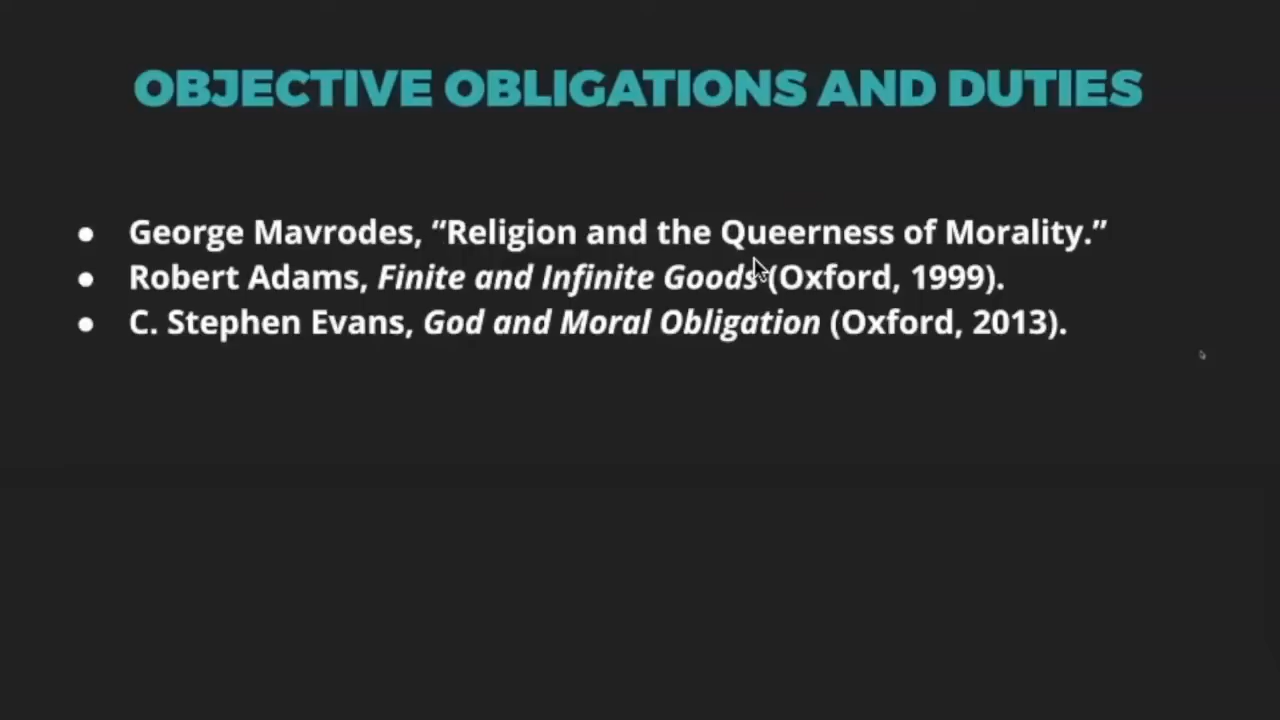 OBJECTIVE OBLIGATIONS AND DUTIES
● George Mavrodes, “Religion and the Queerness of Morality.”
● Robert Adams, Finite and Infinite Goods (Oxford, 1999).
● C. Stephen Evans, God and Moral Obligation (Oxford, 2013).